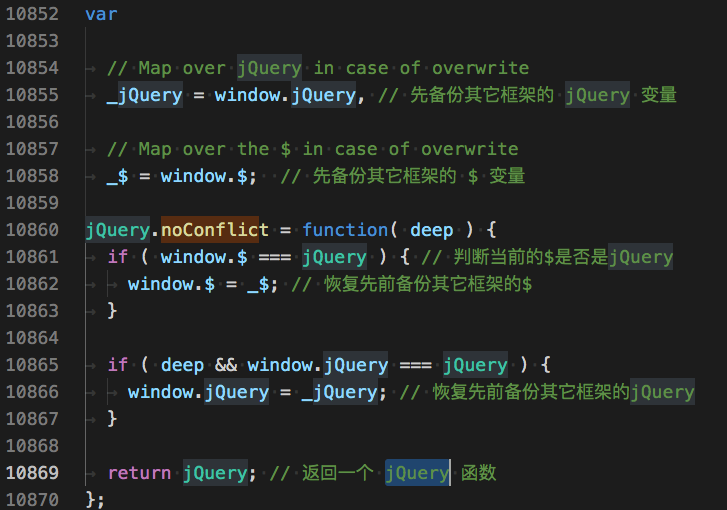 10852 var
10853
10854 // Map over jQuery in case of overwrite
10855 _jQuery = window.jQuery, // 先备份其它框架的 jQuery 变量
10856
10857 // Map over the $ in case of overwrite
10858 _$ = window.$; // 先备份其它框架的 $ 变量
10859
10860 jQuery.noConflict = function( deep ) {
10861 if ( window.$ === jQuery ) { // 判断当前的$是否是jQuery
10862 window.$ = _$; // 恢复先前备份其它框架的$
10863 }
10864
10865 if ( deep && window.jQuery === jQuery ) {
10866 window.jQuery = _jQuery; // 恢复先前备份其它框架的jQuery
10867 }
10868
10869 return jQuery; // 返回一个 jQuery 函数
10870 };